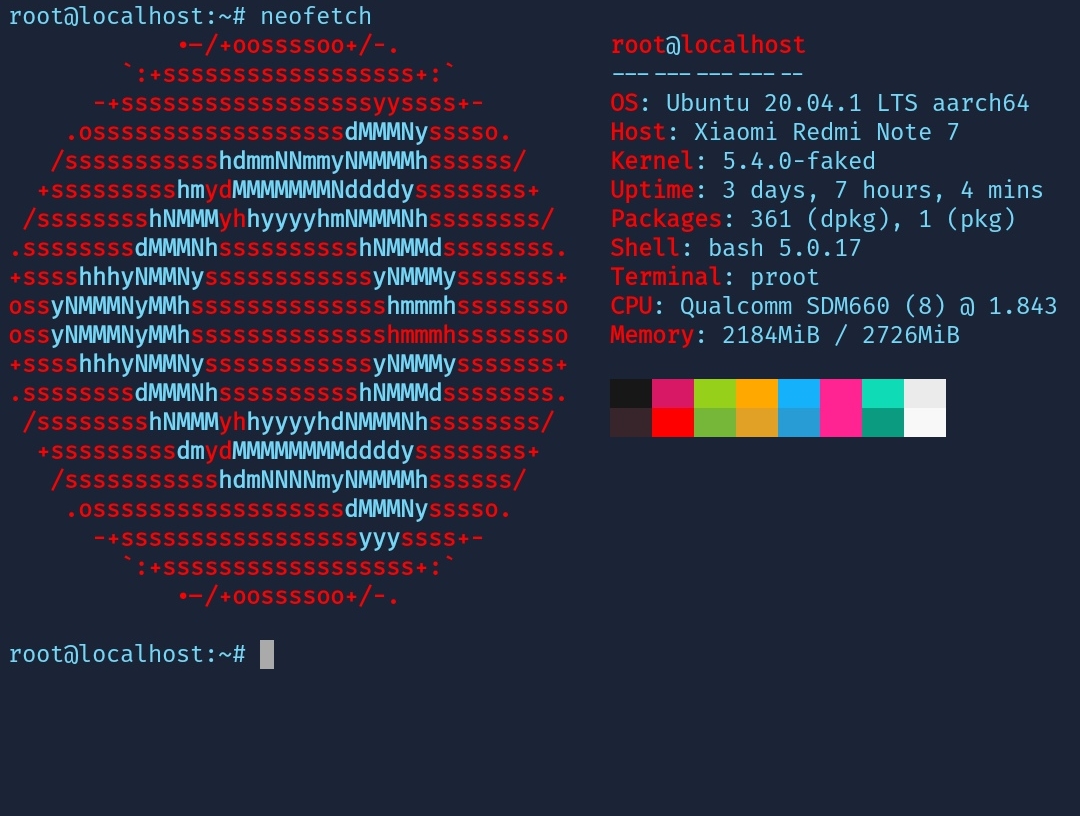 root@localhost:~# neofetch
•—/+oossssoo+/-.
`:+ssssssssssssssssss+:`
-+ssssssssssssssssssyyssss+-
.ossssssssssssssssssdMMMNysssso.
/ssssssssssshdmmNNmmyNMMMMhssssss/
+ssssssssshmydMMMMMMMNddddyssssssss+
/sssssssshNMMMyhhyyyyhmNMMMNhssssssss/
.ssssssssdMMMNhsssssssssshNMMMdssssssss.
+sssshhhyNMMNyssssssssssssyNMMMysssssss+
ossyNMMMNyMMhsssssssssssssshmmmhssssssso
ossyNMMMNyMMhsssssssssssssshmmmhssssssso
+sssshhhyNMMNyssssssssssssyNMMMysssssss+
.ssssssssdMMMNhsssssssssshNMMMdssssssss.
/sssssssshNMMMyhhyyyyhdNMMMNhssssssss/
+sssssssssdmydMMMMMMMMddddyssssssss+
/ssssssssssshdmNNNNmyNMMMMhssssss/
.ossssssssssssssssssdMMMNysssso.
-+sssssssssssssssssyyyssss+-
`:+ssssssssssssssssss+:`
•—/+oossssoo+/-.
root@localhost
--------------
OS: Ubuntu 20.04.1 LTS aarch64
Host: Xiaomi Redmi Note 7
Kernel: 5.4.0-faked
Uptime: 3 days, 7 hours, 4 mins
Packages: 361 (dpkg), 1 (pkg)
Shell: bash 5.0.17
Terminal: proot
CPU: Qualcomm SDM660 (8) @ 1.843
Memory: 2184MiB / 2726MiB
root@localhost:~#